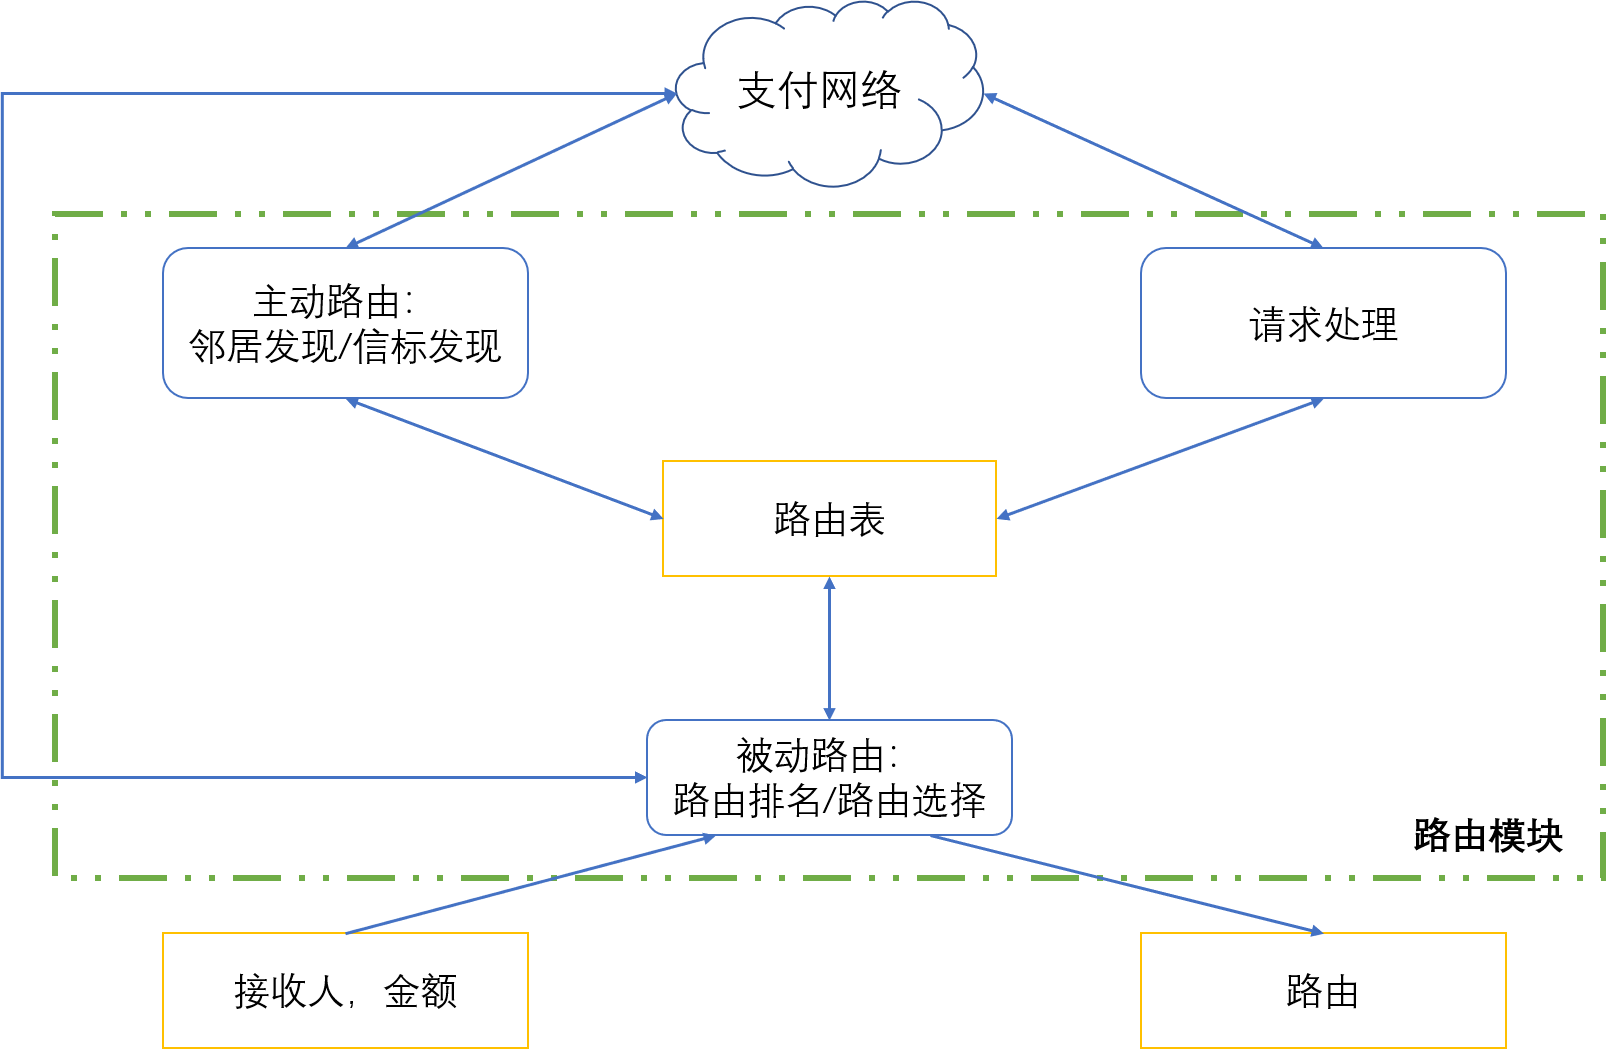 支付网络
主动路由：
邻居发现/信标发现
请求处理
路由表
被动路由：
路由排名/路由选择
路由模块
接收人，金额
路由